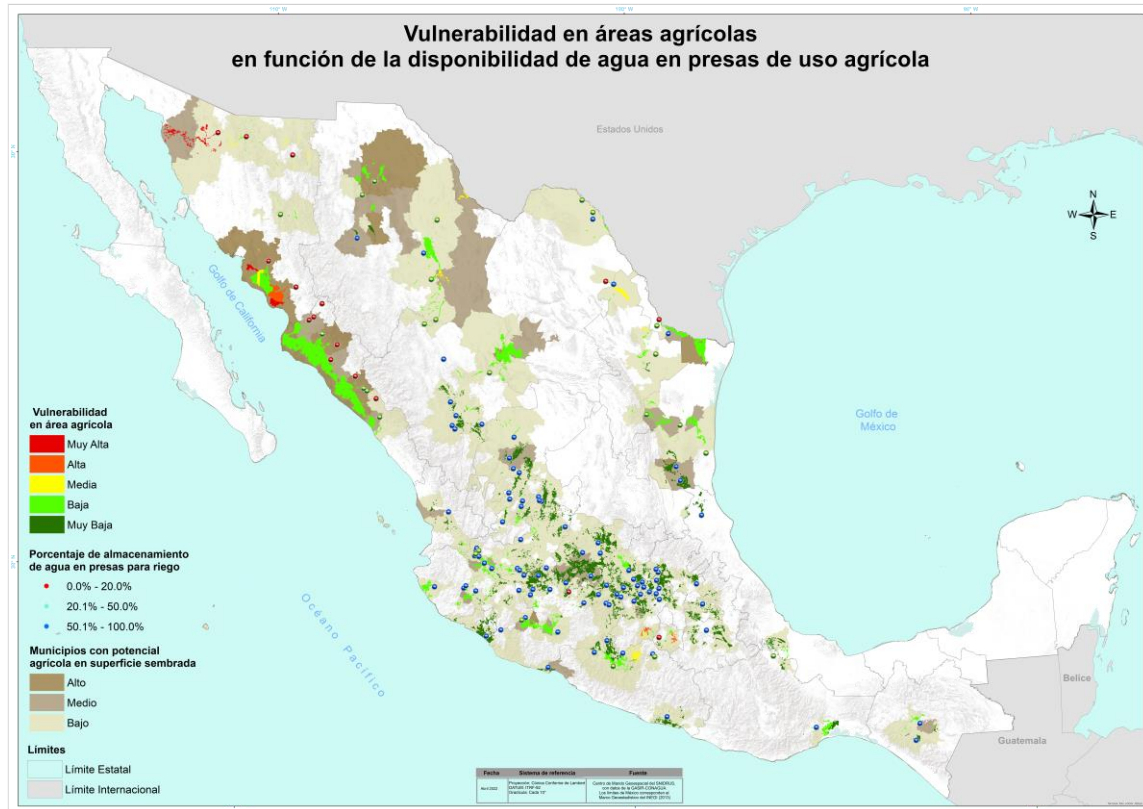 Vulnerabilidad en áreas agrícolas
en función de la disponibilidad de agua en presas de uso agrícola
Estados Unidos
N
W
E
S
Golfo de California
Golfo de
México
Océano Pacífico
Belice
Guatemala
Vulnerabilidad
en área agrícola
Muy Alta
Alta
Media
Baja
Muy Baja
Porcentaje de almacenamiento
de agua en presas para riego
0.0% - 20.0%
20.1% - 50.0%
50.1% - 100.0%
Municipios con potencial
agrícola en superficie sembrada
Alto
Medio
Bajo
Límites
Límite Estatal
Límite Internacional
Fecha
Sistema de referencia
Fuente